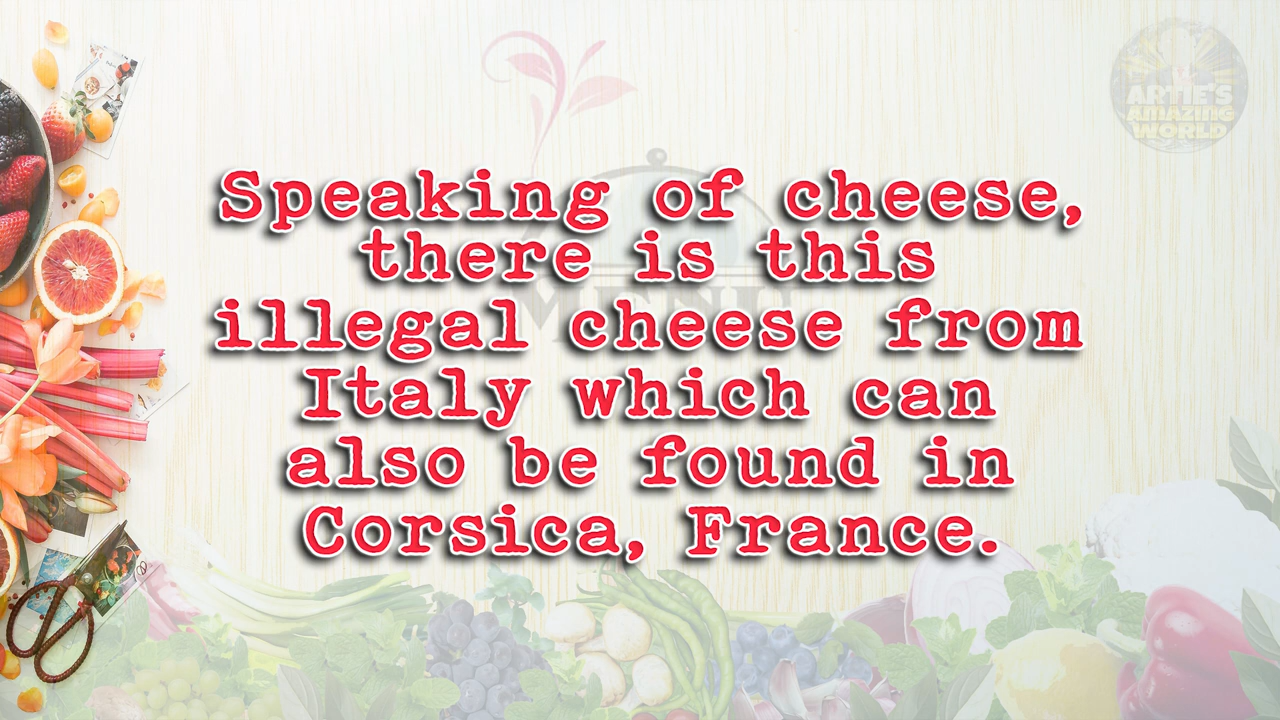 ARTIE'S
AMAZING
WORLD
Speaking of cheese,
there is this
illegal cheese from
Italy which can
also be found in
Corsica, France.
MENU